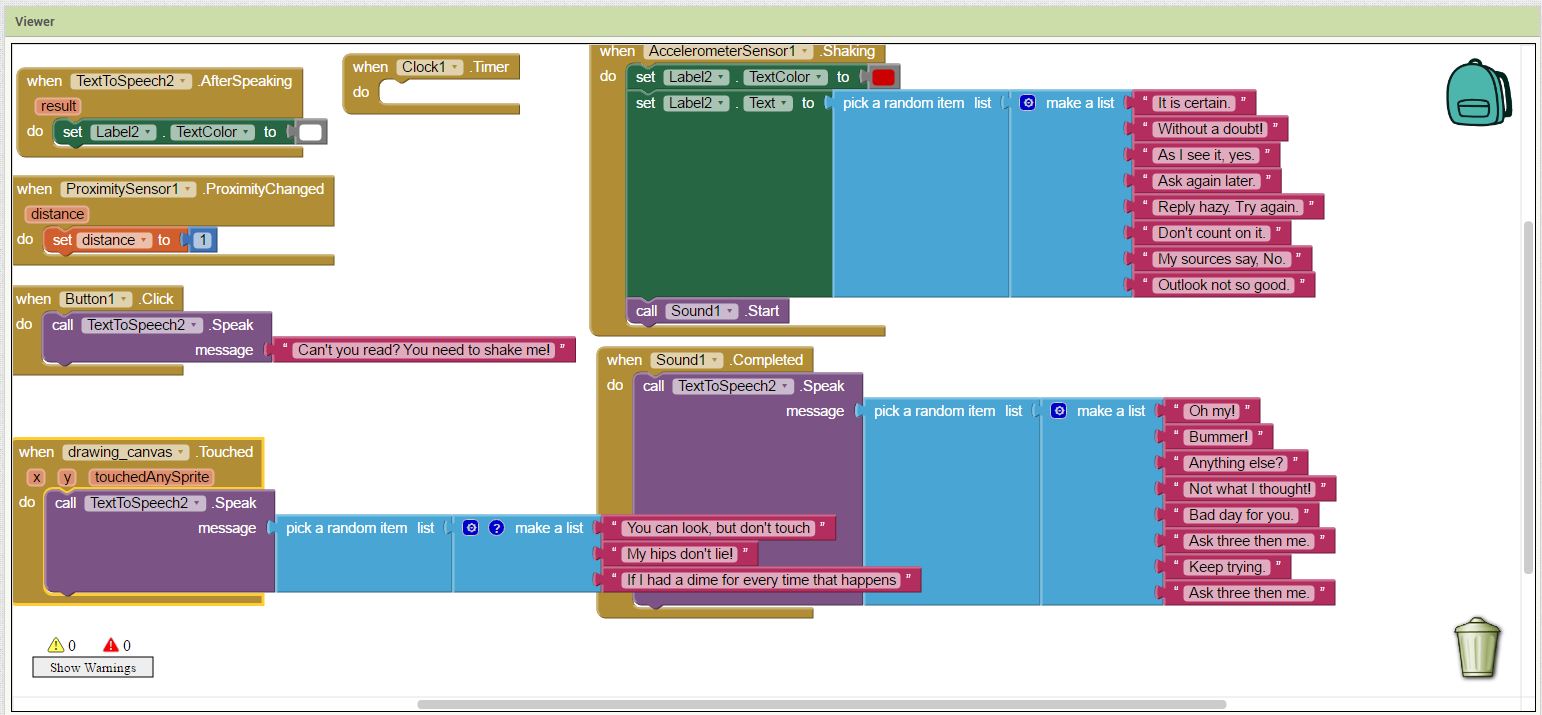 Viewer
when TextToSpeech2 .AfterSpeaking
result
do set Label2 . TextColor to
when Clock1 .Timer
do
when AccelerometerSensor1 .Shaking
do set Label2 . TextColor to
set Label2 . Text to pick a random item list make a list " It is certain. "
" Without a doubt! "
" As I see it, yes. "
" Ask again later. "
" Reply hazy. Try again. "
" Don't count on it. "
" My sources say, No. "
" Outlook not so good. "
call Sound1 .Start
when ProximitySensor1 .ProximityChanged
distance
do set distance to 1
when Button1 .Click
do call TextToSpeech2 .Speak
message " Can't you read? You need to shake me! "
when Sound1 .Completed
do call TextToSpeech2 .Speak
message pick a random item list make a list " Oh my! "
" Bummer! "
" Anything else? "
" Not what I thought! "
" Bad day for you. "
" Ask three then me. "
" Keep trying. "
" Ask three then me. "
when drawing_canvas .Touched
x y touchedAnySprite
do call TextToSpeech2 .Speak
message pick a random item list ? make a list " You can look, but don't touch "
" My hips don't lie! "
" If I had a dime for every time that happens "
0 0
Show Warnings